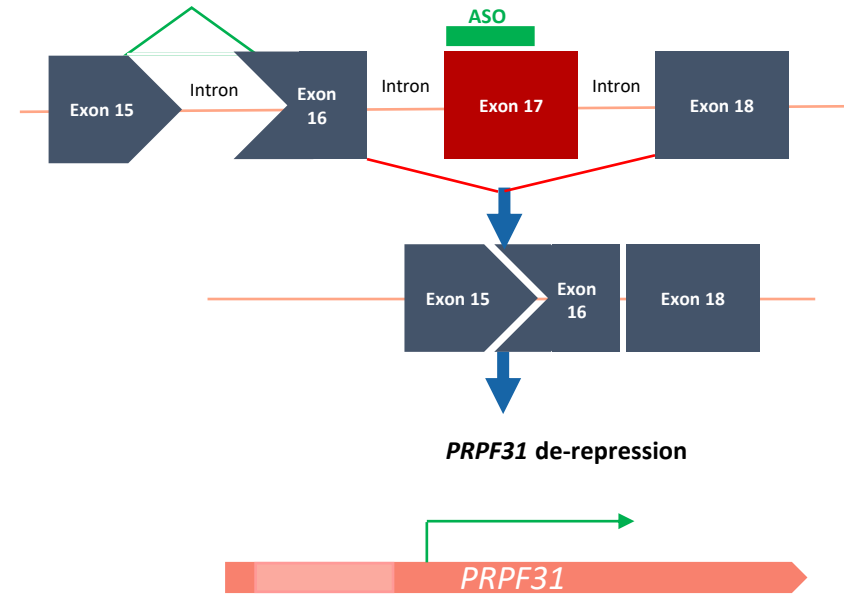 ASO
Exon 15
Intron
Exon
16
Intron
Exon 17
Intron
Exon 18
Exon 15
Exon
16
Exon 18
PRPF31 de-repression
PRPF31